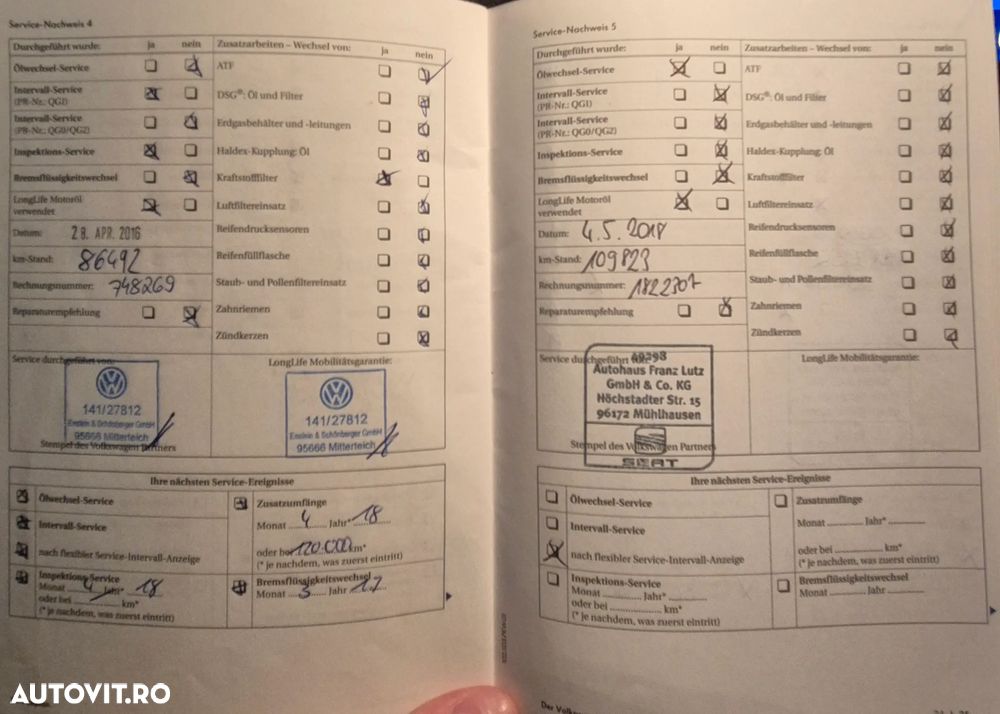 Service-Nachweis 4
Durchgeführt wurde: ja nein
Zusatzarbeiten – Wechsel von: ja nein
Ölwechsel-Service
ATF
Intervall-Service
(PR-Nr.: QGI)
DSG®: Öl und Filter
Intervall-Service
(PR-Nr.: QG0/QG2)
Erdgasbehälter und -leitungen
Inspektions-Service
Haldex-Kupplung: Öl
Bremsflüssigkeitswechsel
Kraftstofffilter
LongLife Motoröl
verwendet
Luftfiltereinsatz
Datum: 28. APR. 2016
Reifendrucksensoren
km-Stand: 86492
Reifenfüllflasche
Rechnungsnummer: 748269
Staub- und Pollenfiltereinsatz
Reparaturempfehlung
Zahnriemen
Zündkerzen
Service durchgeführt von:
LongLife Mobilitätsgarantie:
141/27812
Enslein & Schönberger GmbH
95666 Mitterteich
Stempel des Volkswagen Partners
141/27812
Enslein & Schönberger GmbH
95666 Mitterteich
Ihre nächsten Service-Ereignisse
Ölwechsel-Service
Intervall-Service
nach flexibler Service-Intervall-Anzeige
Inspektions-Service
Monat 4 Jahr* 18
oder bei ............ km*
(* je nachdem, was zuerst eintritt)
Zusatzumfänge
Monat 4 Jahr* 18
oder bei 120.000 km*
(* je nachdem, was zuerst eintritt)
Bremsflüssigkeitswechsel
Monat 3 Jahr 17
Service-Nachweis 5
Durchgeführt wurde: ja nein
Zusatzarbeiten – Wechsel von: ja nein
Ölwechsel-Service
ATF
Intervall-Service
(PR-Nr.: QGI)
DSG®: Öl und Filter
Intervall-Service
(PR-Nr.: QG0/QG2)
Erdgasbehälter und -leitungen
Inspektions-Service
Haldex-Kupplung: Öl
Bremsflüssigkeitswechsel
Kraftstofffilter
LongLife Motoröl
verwendet
Luftfiltereinsatz
Datum: 4.5.2018
Reifendrucksensoren
km-Stand: 109823
Reifenfüllflasche
Rechnungsnummer: 1822707
Staub- und Pollenfiltereinsatz
Reparaturempfehlung
Zahnriemen
Zündkerzen
Service durchgeführt
LongLife Mobilitätsgarantie:
49298
Autohaus Franz Lutz
GmbH & Co. KG
Höchstadter Str. 15
96172 Mühlhausen
Stempel des Volkswagen Partners
SEAT
Ihre nächsten Service-Ereignisse
Ölwechsel-Service
Intervall-Service
nach flexibler Service-Intervall-Anzeige
Inspektions-Service
Monat ............ Jahr* ............
oder bei ............ km*
(* je nachdem, was zuerst eintritt)
Zusatzumfänge
Monat ............ Jahr* ............
oder bei ............ km*
(* je nachdem, was zuerst eintritt)
Bremsflüssigkeitswechsel
Monat ............ Jahr ............
AUTOVIT.RO